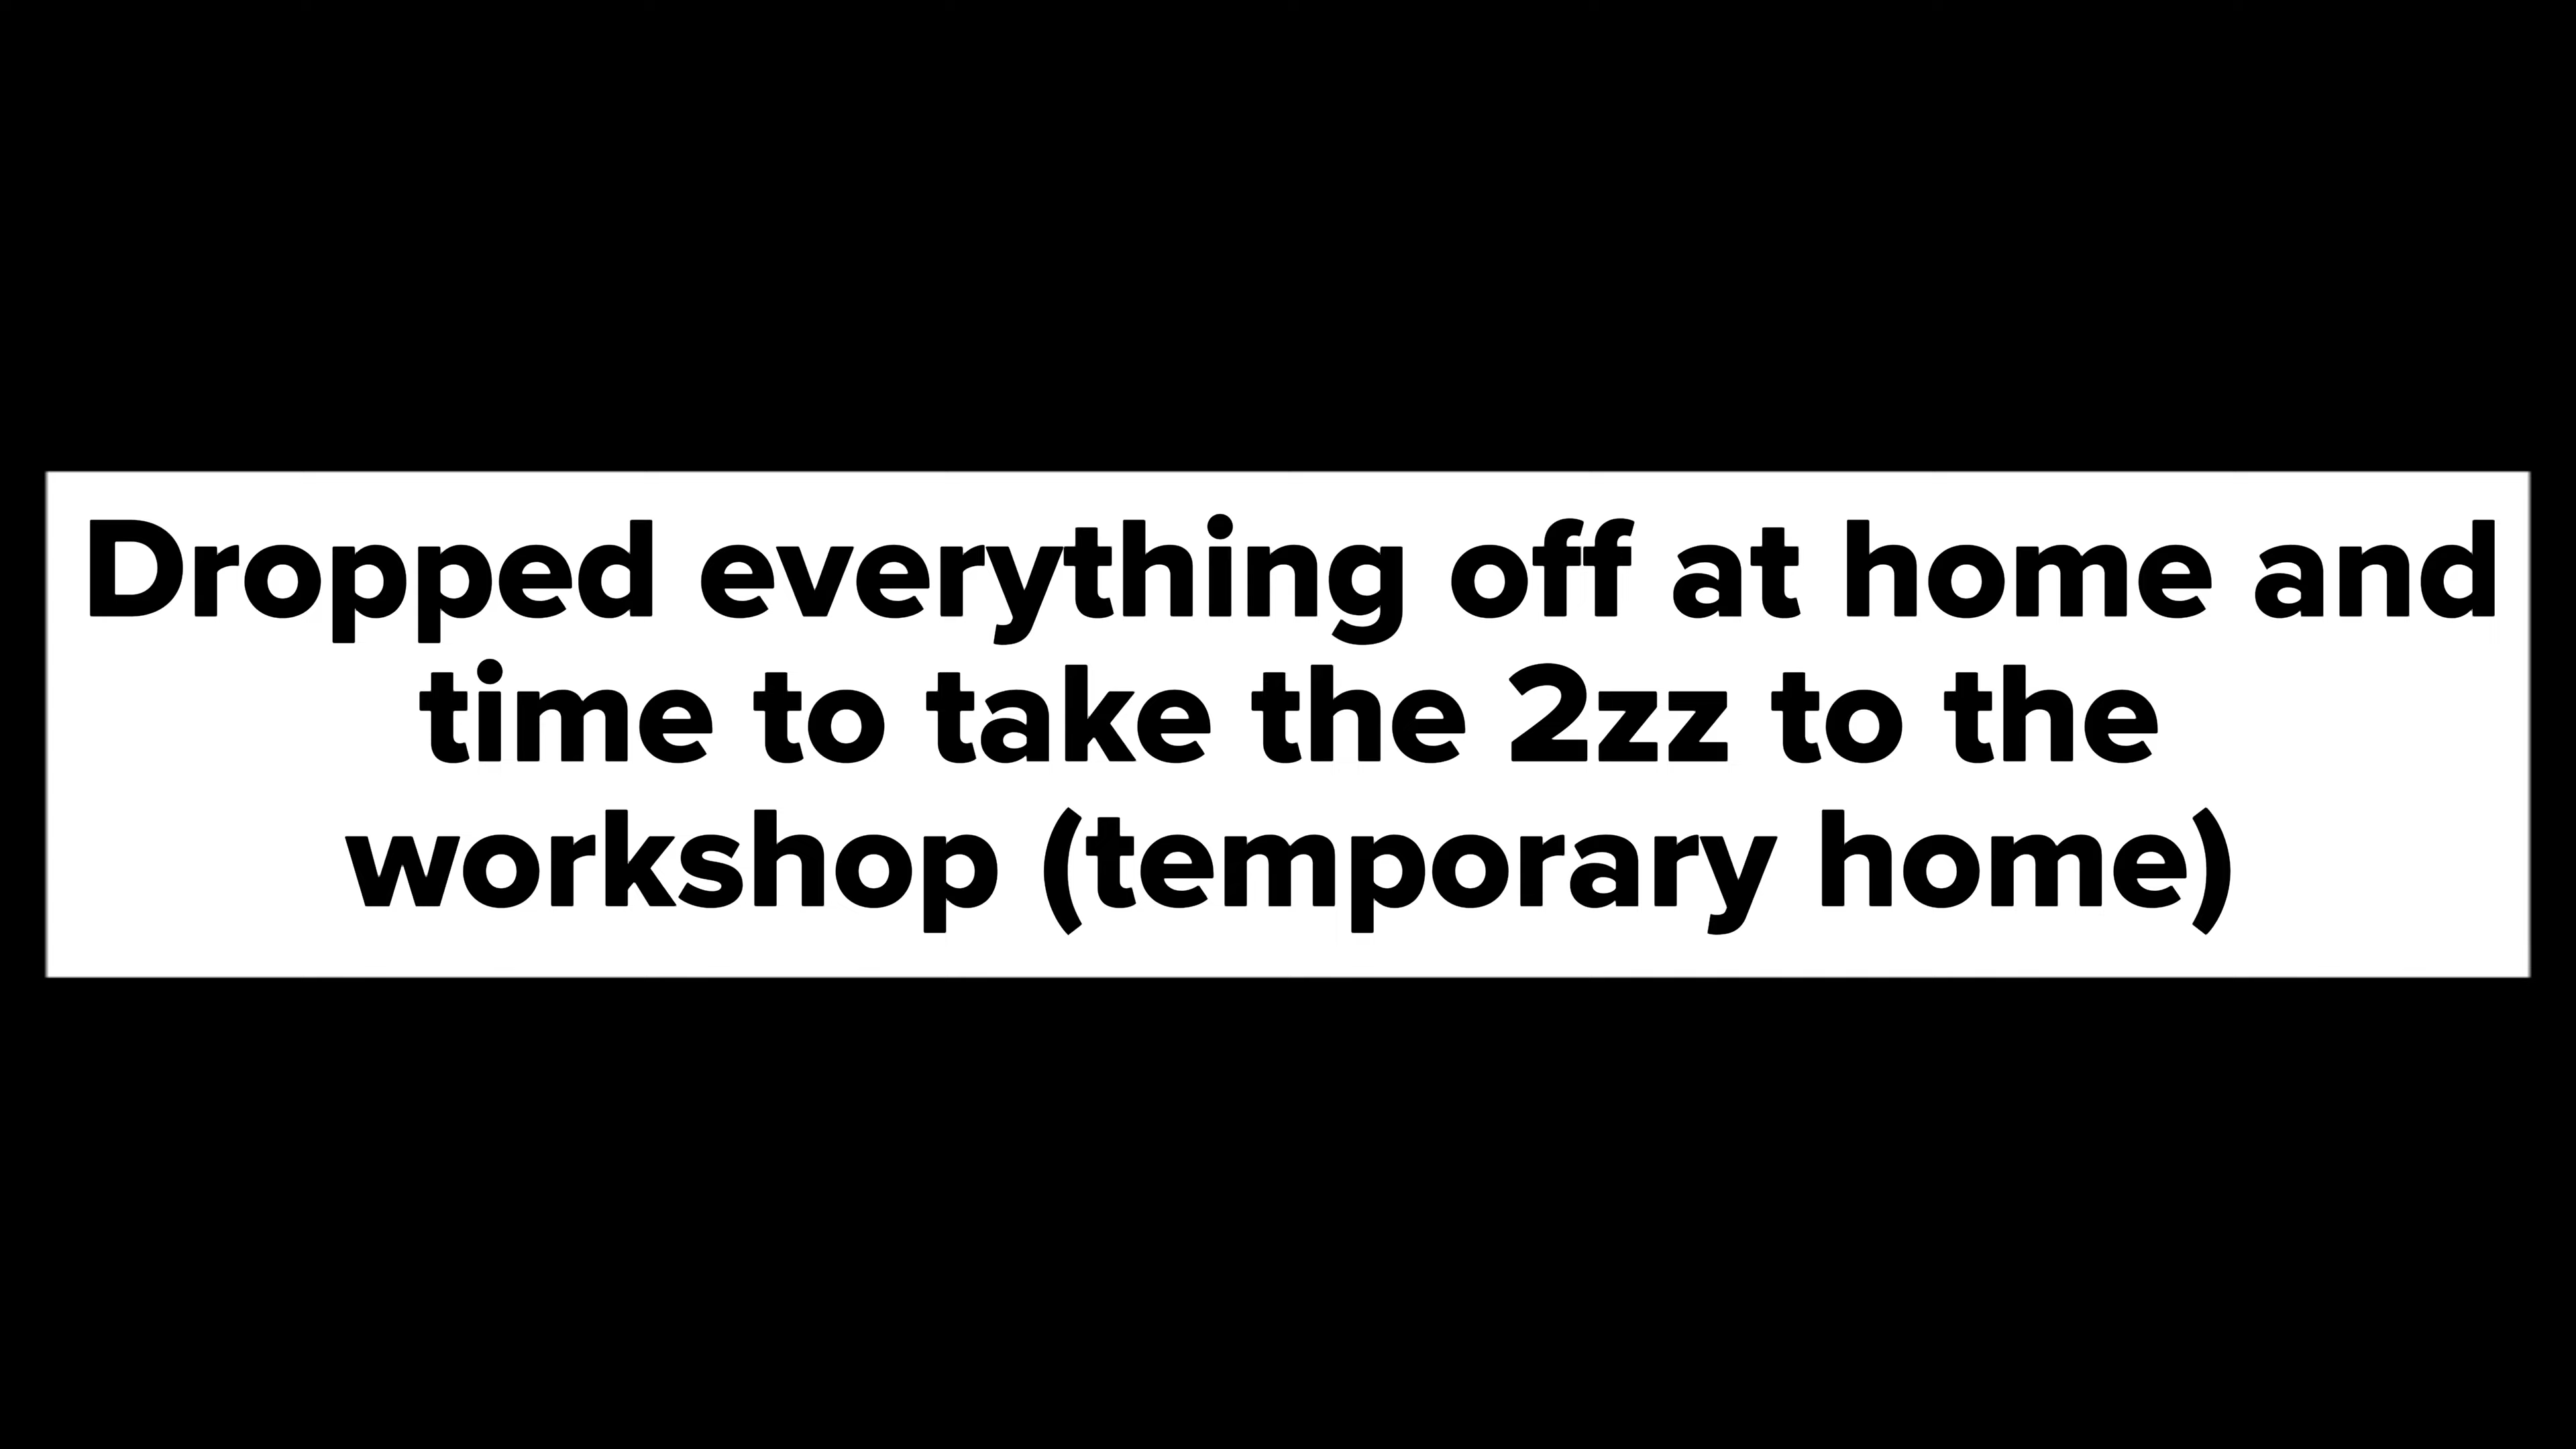 Dropped everything off at home and
time to take the 2zz to the
workshop (temporary home)